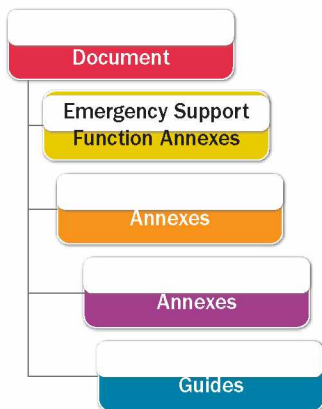 Document
Emergency Support
Function Annexes
Annexes
Annexes
Guides